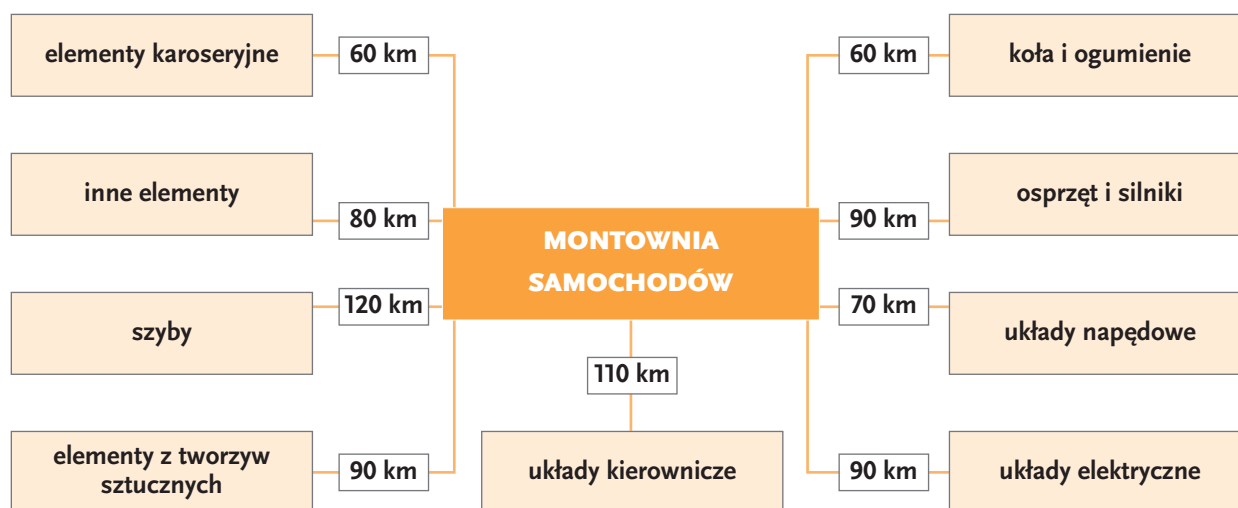 elementy karoseryjne
60 km
60 km
koła i ogumienie
inne elementy
80 km
90 km
osprzęt i silniki
MONTOWNIA
SAMOCHODÓW
szyby
120 km
70 km
układy napędowe
110 km
elementy z tworzyw
sztucznych
90 km
układy kierownicze
90 km
układy elektryczne